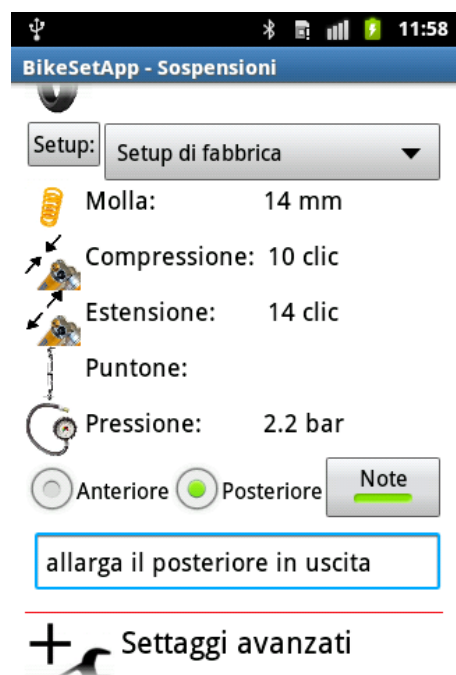 11:58
BikeSetApp - Sospensioni
Setup: Setup di fabbrica
Molla: 14 mm
Compressione: 10 clic
Estensione: 14 clic
Puntone:
Pressione: 2.2 bar
Anteriore Posteriore Note
allarga il posteriore in uscita
Settaggi avanzati